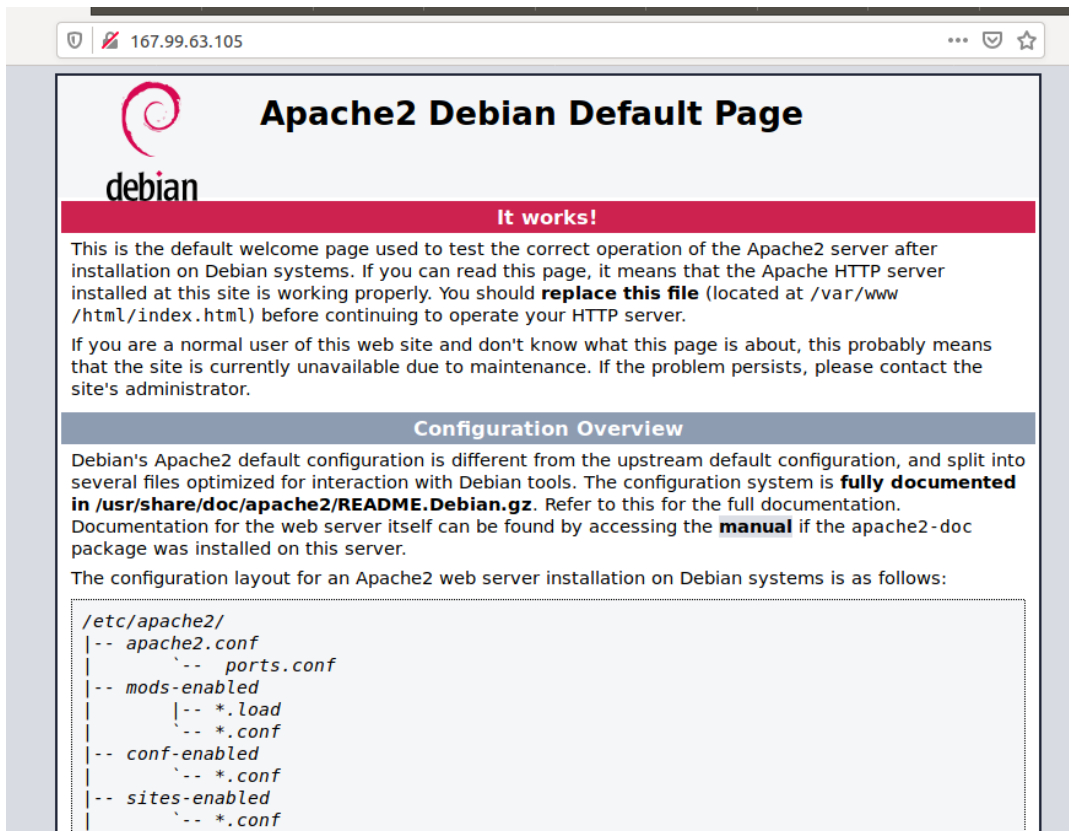 167.99.63.105
debian
Apache2 Debian Default Page
It works!
This is the default welcome page used to test the correct operation of the Apache2 server after
installation on Debian systems. If you can read this page, it means that the Apache HTTP server
installed at this site is working properly. You should replace this file (located at /var/www
/html/index.html) before continuing to operate your HTTP server.
If you are a normal user of this web site and don't know what this page is about, this probably means
that the site is currently unavailable due to maintenance. If the problem persists, please contact the
site's administrator.
Configuration Overview
Debian's Apache2 default configuration is different from the upstream default configuration, and split into
several files optimized for interaction with Debian tools. The configuration system is fully documented
in /usr/share/doc/apache2/README.Debian.gz. Refer to this for the full documentation.
Documentation for the web server itself can be found by accessing the manual if the apache2-doc
package was installed on this server.
The configuration layout for an Apache2 web server installation on Debian systems is as follows:
/etc/apache2/
|-- apache2.conf
|       `--  ports.conf
|-- mods-enabled
|       |-- *.load
|       `-- *.conf
|-- conf-enabled
|       `-- *.conf
|-- sites-enabled
|       `-- *.conf